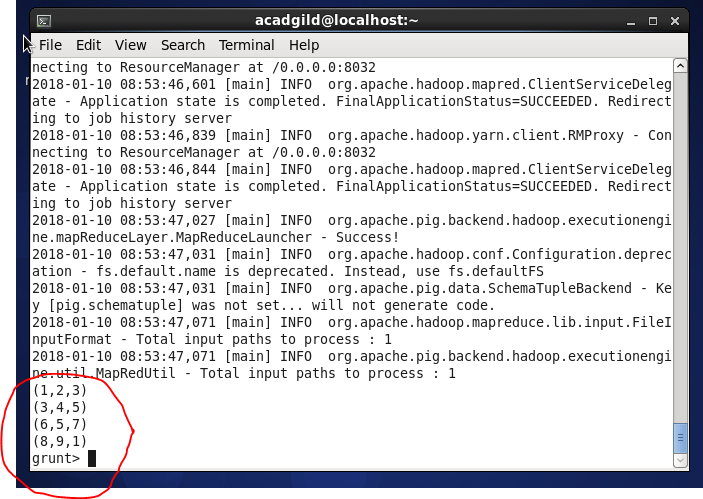 acadgild@localhost:~
File Edit View Search Terminal Help
necting to ResourceManager at /0.0.0.0:8032
2018-01-10 08:53:46,601 [main] INFO  org.apache.hadoop.mapred.ClientServiceDeleg
ate - Application state is completed. FinalApplicationStatus=SUCCEEDED. Redirect
ing to job history server
2018-01-10 08:53:46,839 [main] INFO  org.apache.hadoop.yarn.client.RMProxy - Con
necting to ResourceManager at /0.0.0.0:8032
2018-01-10 08:53:46,844 [main] INFO  org.apache.hadoop.mapred.ClientServiceDeleg
ate - Application state is completed. FinalApplicationStatus=SUCCEEDED. Redirect
ing to job history server
2018-01-10 08:53:47,027 [main] INFO  org.apache.pig.backend.hadoop.executionengi
ne.mapReduceLayer.MapReduceLauncher - Success!
2018-01-10 08:53:47,031 [main] INFO  org.apache.hadoop.conf.Configuration.deprec
ation - fs.default.name is deprecated. Instead, use fs.defaultFS
2018-01-10 08:53:47,031 [main] INFO  org.apache.pig.data.SchemaTupleBackend - Ke
y [pig.schematuple] was not set... will not generate code.
2018-01-10 08:53:47,071 [main] INFO  org.apache.hadoop.mapreduce.lib.input.FileI
nputFormat - Total input paths to process : 1
2018-01-10 08:53:47,071 [main] INFO  org.apache.pig.backend.hadoop.executionengi
ne.util.MapRedUtil - Total input paths to process : 1
(1,2,3)
(3,4,5)
(6,5,7)
(8,9,1)
grunt>